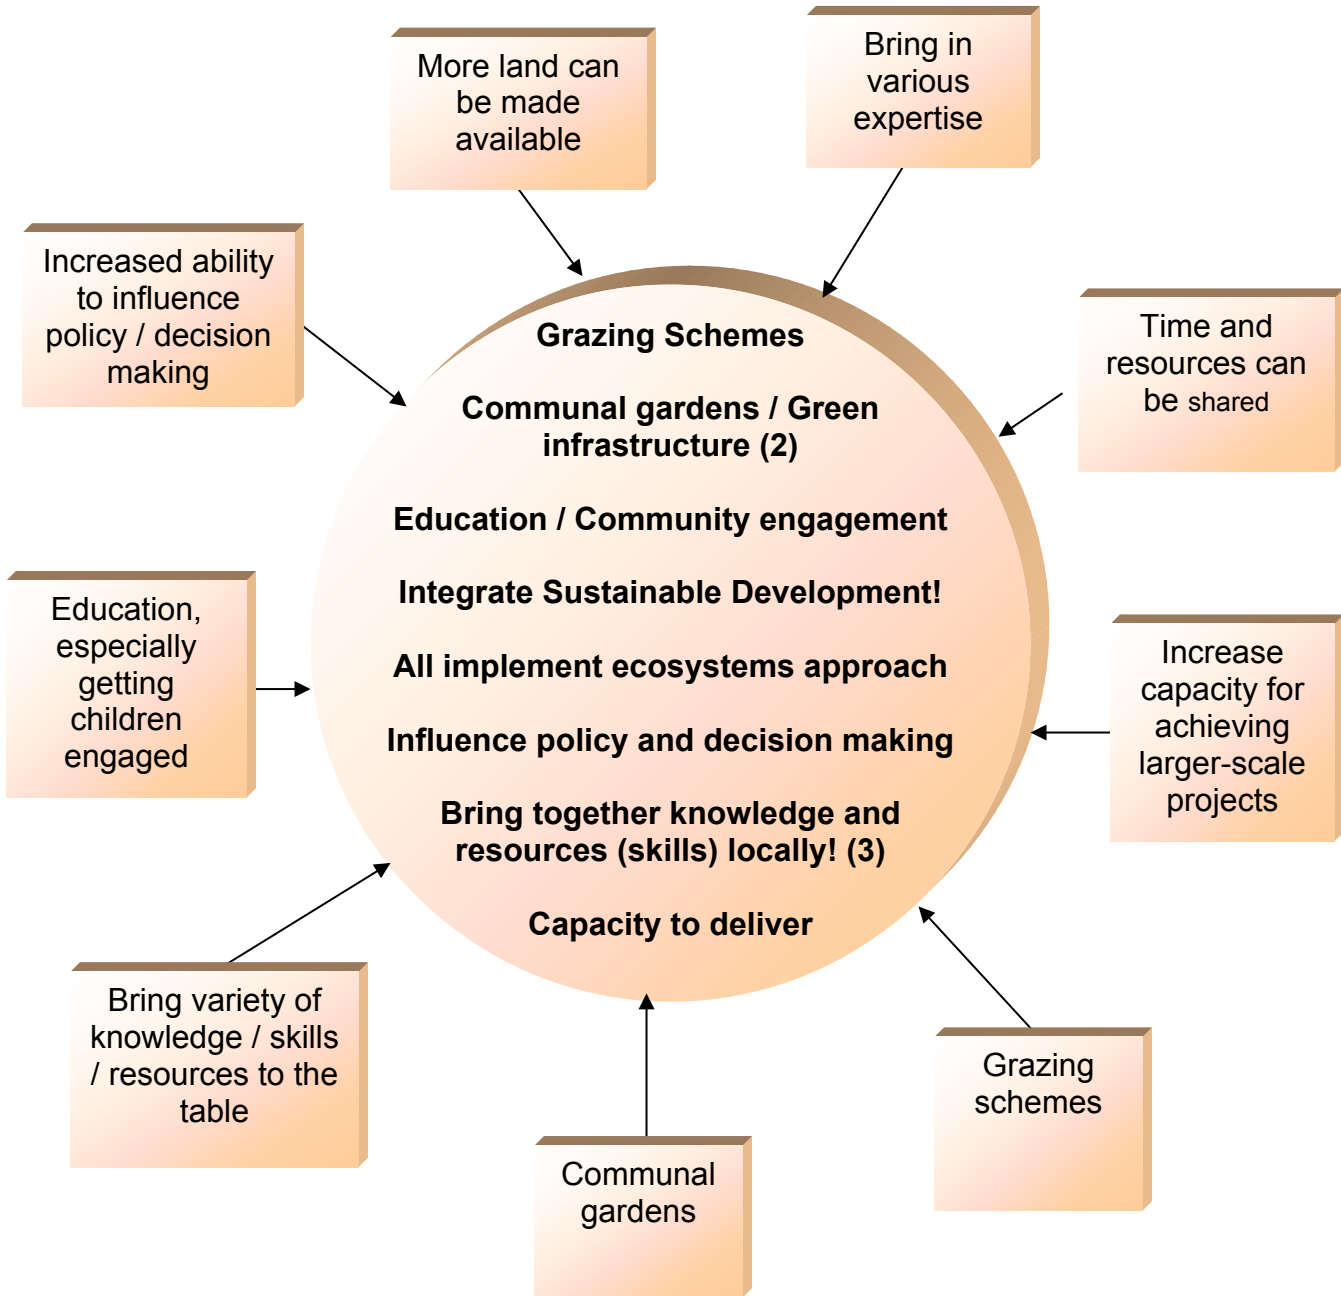 More land can
be made
available
Bring in
various
expertise
Increased ability
to influence
policy / decision
making
Time and
resources can
be shared
Grazing Schemes
Communal gardens / Green
infrastructure (2)
Education / Community engagement
Integrate Sustainable Development!
All implement ecosystems approach
Influence policy and decision making
Bring together knowledge and
resources (skills) locally! (3)
Capacity to deliver
Education,
especially
getting
children
engaged
Increase
capacity for
achieving
larger-scale
projects
Bring variety of
knowledge / skills
/ resources to the
table
Communal
gardens
Grazing
schemes